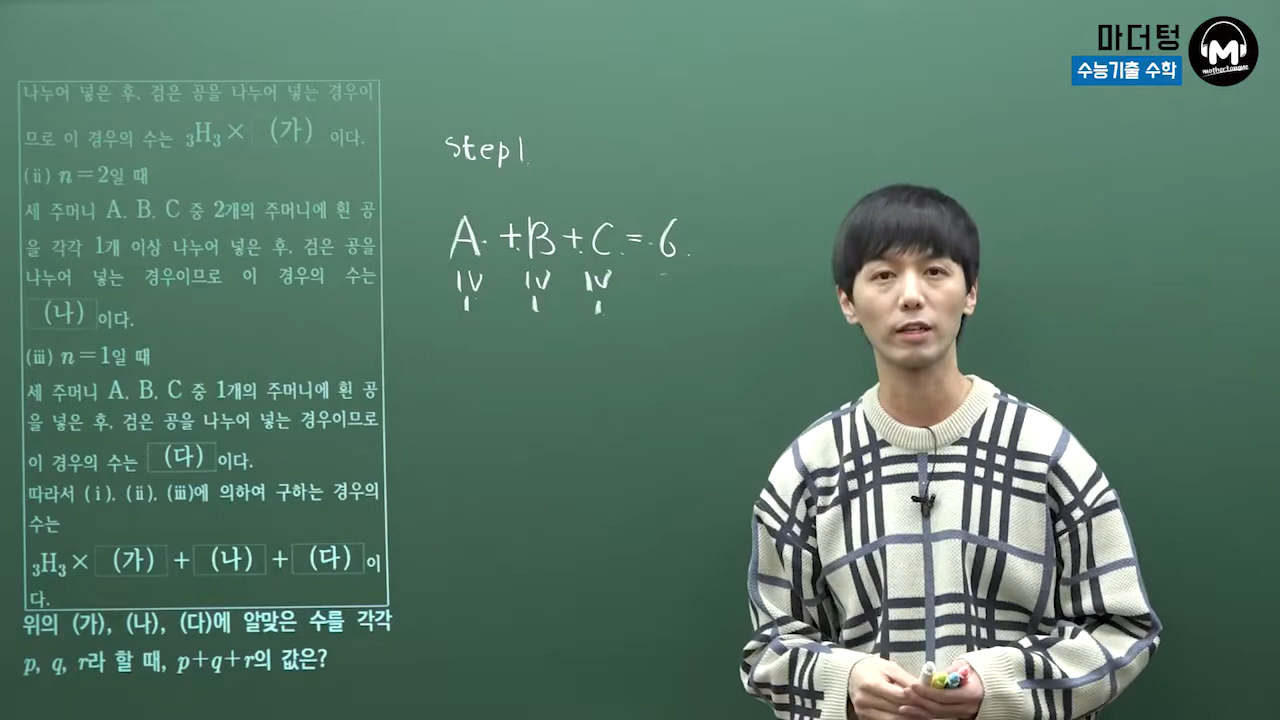 마더텅
수능기출 수학
M
mothertongue
나누어 넣은 후, 검은 공을 나누어 넣는 경우이
므로 이 경우의 수는 ₃H₃× (가) 이다.
(ⅱ) n=2일 때
세 주머니 A, B, C 중 2개의 주머니에 흰 공
을 각각 1개 이상 나누어 넣은 후, 검은 공을
나누어 넣는 경우이므로 이 경우의 수는
(나) 이다.
(ⅲ) n=1일 때
세 주머니 A, B, C 중 1개의 주머니에 흰 공
을 넣은 후, 검은 공을 나누어 넣는 경우이므로
이 경우의 수는 (다) 이다.
따라서 (ⅰ), (ⅱ), (ⅲ)에 의하여 구하는 경우의
수는
₃H₃× (가) + (나) + (다) 이
다.
위의 (가), (나), (다)에 알맞은 수를 각각
p, q, r라 할 때, p+q+r의 값은?
step1.
A+B+C=6
IV IV IV
1 1 1